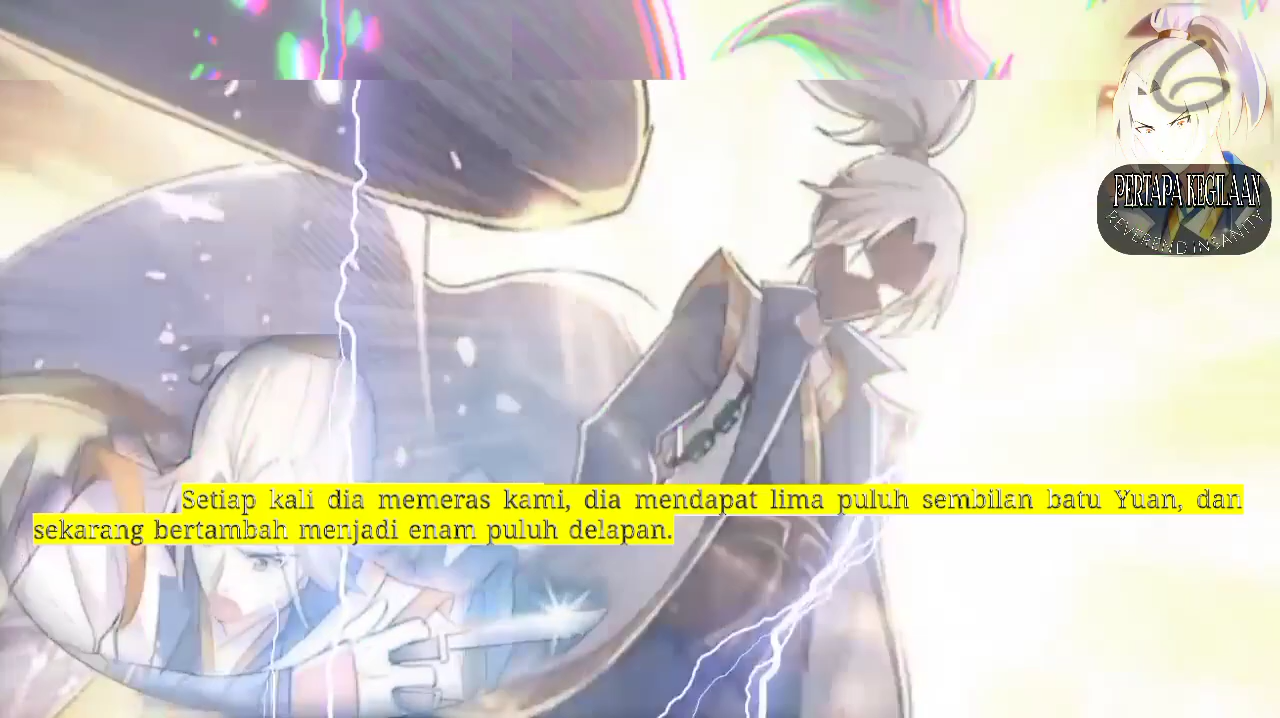 PERTAPA KEGILAAN
REVEREND INSANITY
Setiap kali dia memeras kami, dia mendapat lima puluh sembilan batu Yuan, dan
sekarang bertambah menjadi enam puluh delapan.